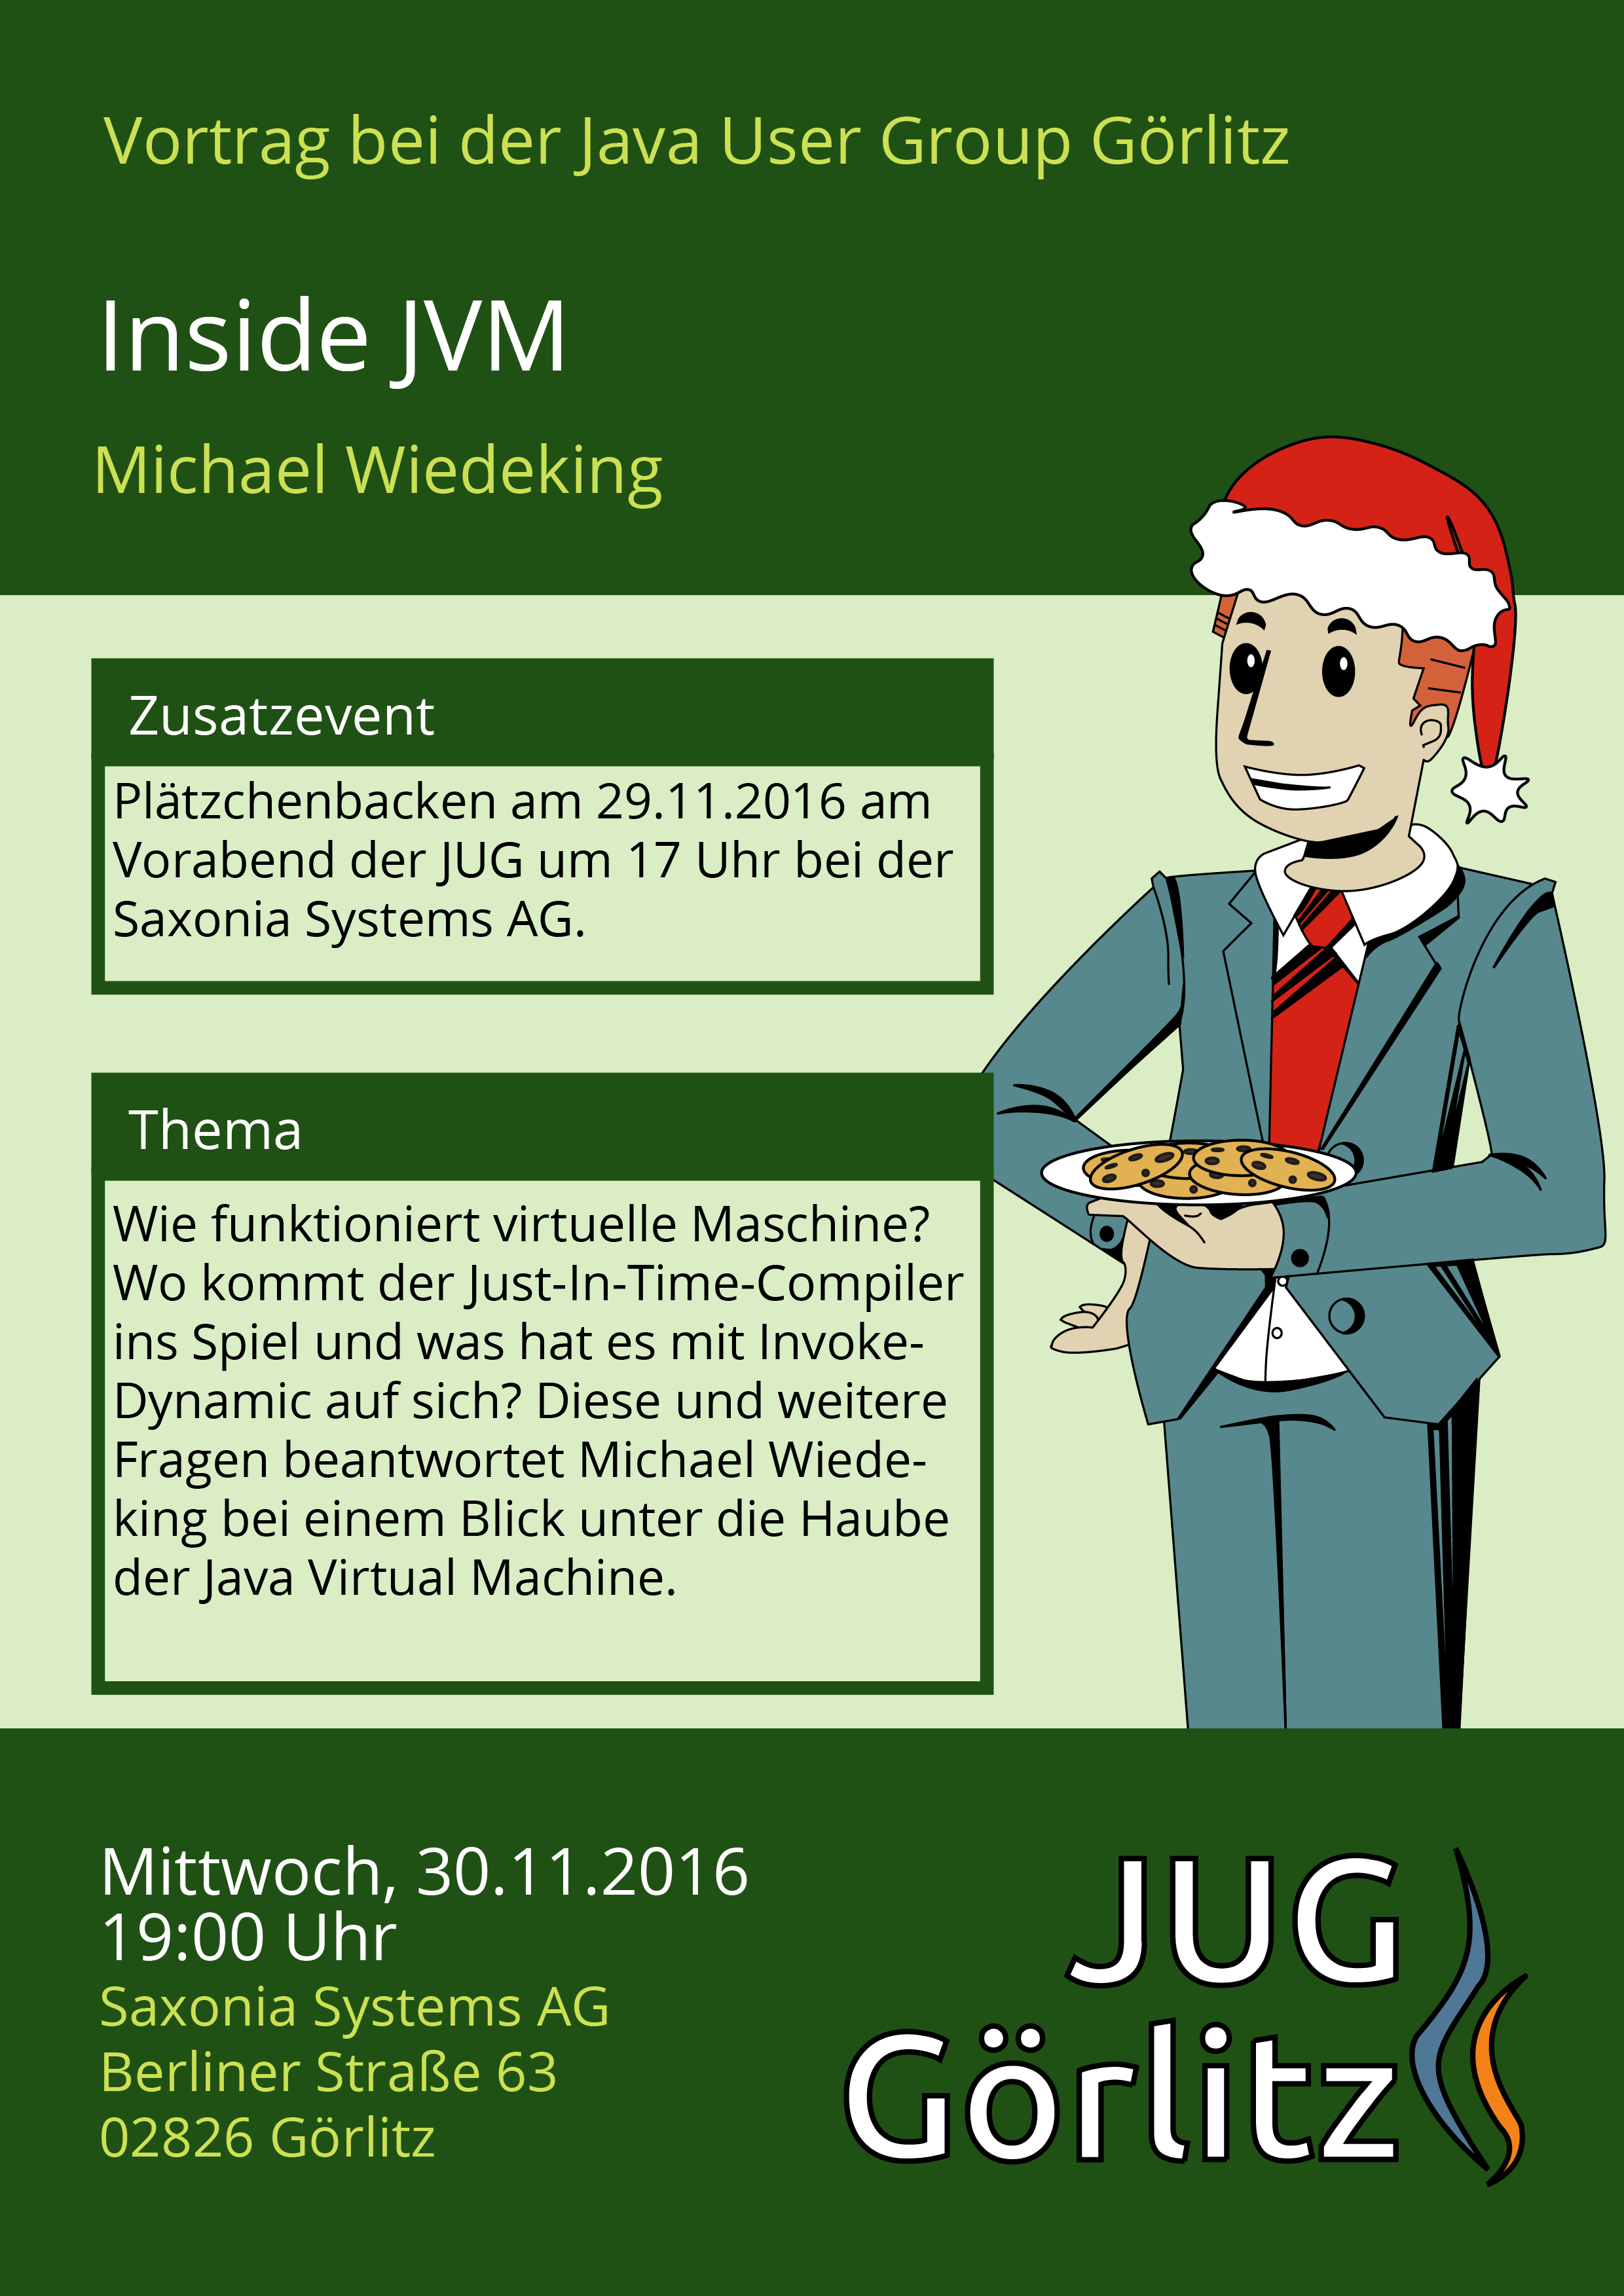 Vortrag bei der Java User Group Görlitz
Inside JVM
Michael Wiedeking
Zusatzevent
Plätzchenbacken am 29.11.2016 am
Vorabend der JUG um 17 Uhr bei der
Saxonia Systems AG.
Thema
Wie funktioniert virtuelle Maschine?
Wo kommt der Just-In-Time-Compiler
ins Spiel und was hat es mit Invoke-
Dynamic auf sich? Diese und weitere
Fragen beantwortet Michael Wiede-
king bei einem Blick unter die Haube
der Java Virtual Machine.
Mittwoch, 30.11.2016
19:00 Uhr
Saxonia Systems AG
Berliner Straße 63
02826 Görlitz
JUG
Görlitz